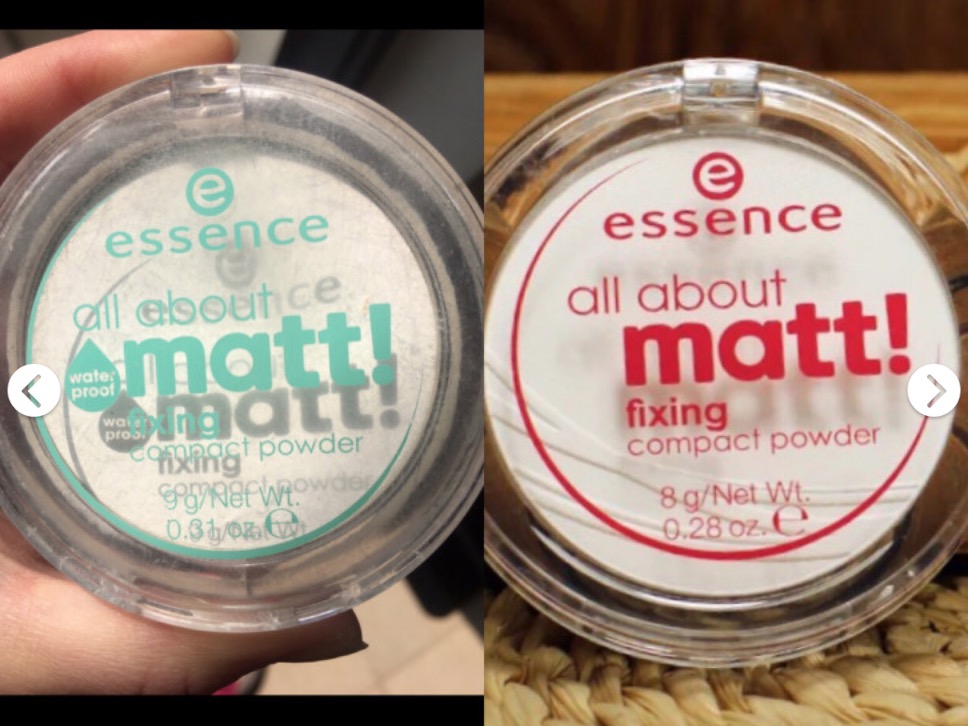 e
essence
all about
matt!
water
proof
fixing
compact powder
9 g/Net Wt.
0.31 oz. e
e
essence
all about
matt!
fixing
compact powder
8 g/Net Wt.
0.28 oz. e